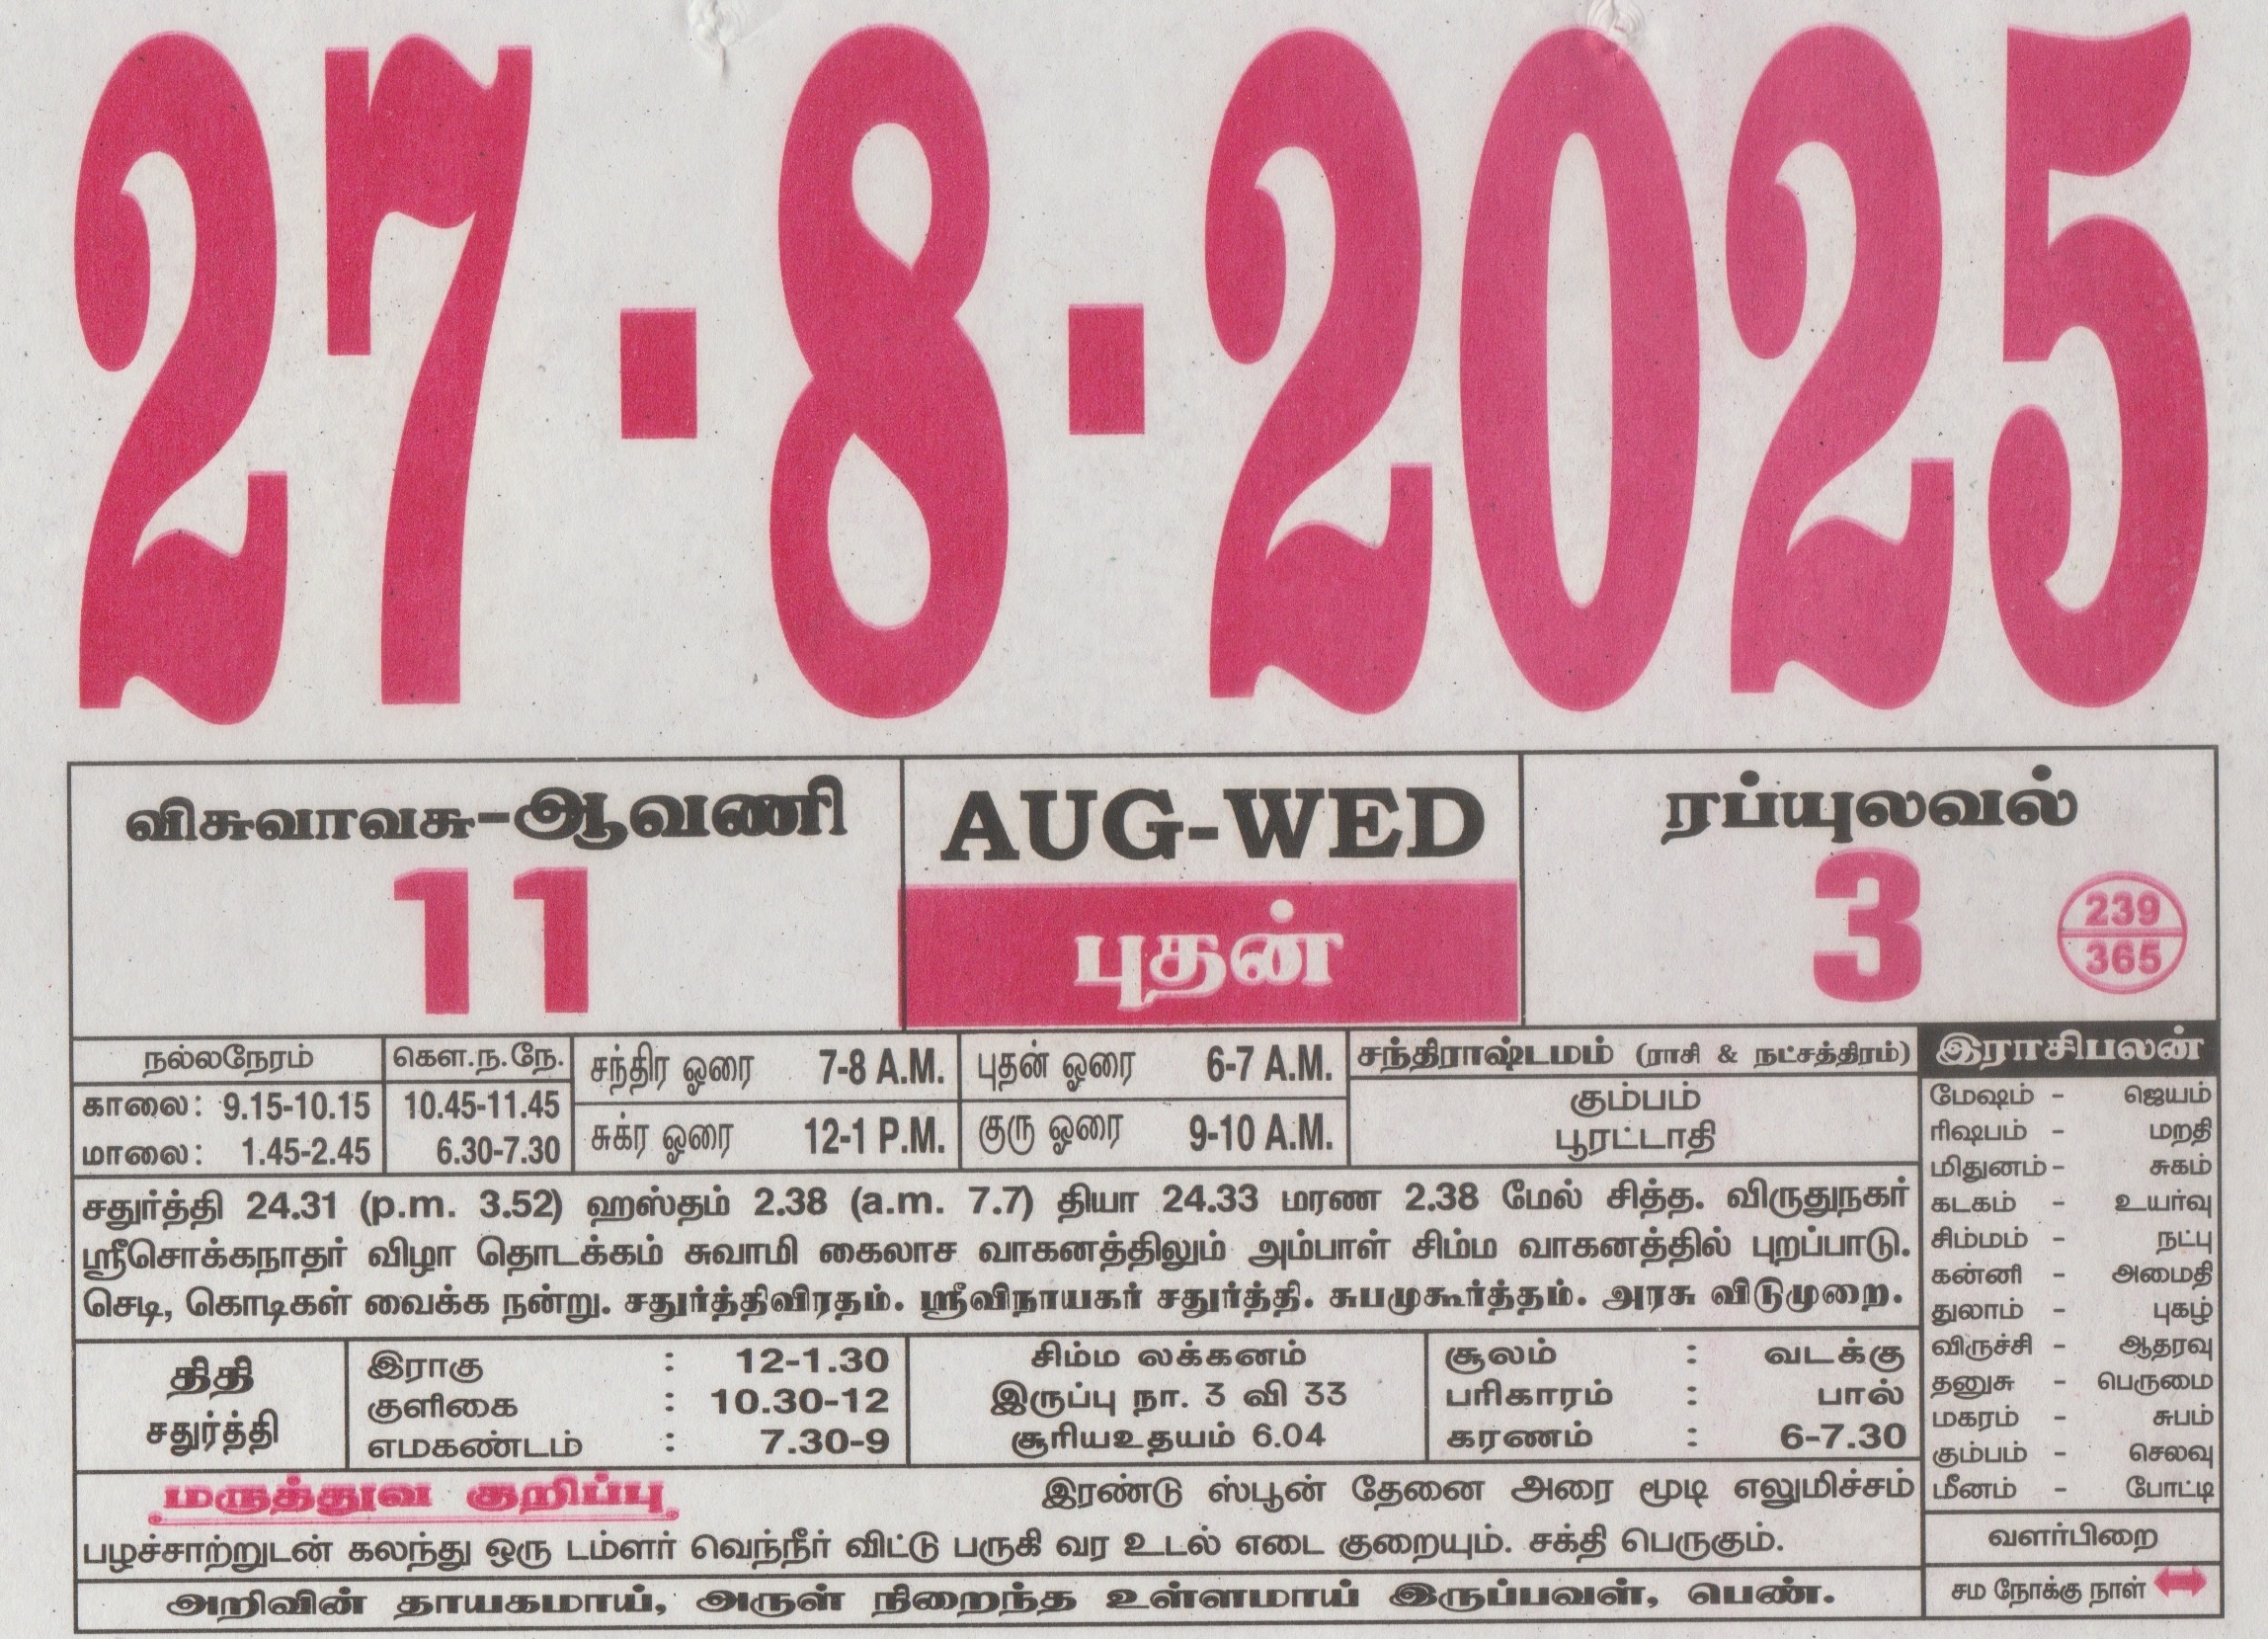 27-8-2025
விசுவாவசு-ஆவணி
11
AUG-WED
புதன்
ரப்யுலவல்
3
239
365
நல்லநேரம்
காலை: 9.15-10.15
மாலை: 1.45-2.45
கௌ.ந.நே.
10.45-11.45
6.30-7.30
சந்திர ஓரை 7-8 A.M.
சுக்ர ஓரை 12-1 P.M.
புதன் ஓரை 6-7 A.M.
குரு ஓரை 9-10 A.M.
சந்திராஷ்டமம் (ராசி & நட்சத்திரம்)
கும்பம்
பூரட்டாதி
இராசிபலன்
மேஷம் - ஜெயம்
ரிஷபம் - மறதி
மிதுனம் - சுகம்
கடகம் - உயர்வு
சிம்மம் - நட்பு
கன்னி - அமைதி
துலாம் - புகழ்
விருச்சி - ஆதரவு
தனுசு - பெருமை
மகரம் - சுபம்
கும்பம் - செலவு
மீனம் - போட்டி
வளர்பிறை
சம நோக்கு நாள்
சதுர்த்தி 24.31 (p.m. 3.52) ஹஸ்தம் 2.38 (a.m. 7.7) தியா 24.33 மரண 2.38 மேல் சித்த. விருதுநகர்
ஸ்ரீசொக்கநாதர் விழா தொடக்கம் சுவாமி கைலாச வாகனத்திலும் அம்பாள் சிம்ம வாகனத்தில் புறப்பாடு.
செடி, கொடிகள் வைக்க நன்று. சதுர்த்திவிரதம். ஸ்ரீவிநாயகர் சதுர்த்தி. சுபமுகூர்த்தம். அரசு விடுமுறை.
திதி
சதுர்த்தி
இராகு : 12-1.30
குளிகை : 10.30-12
எமகண்டம் : 7.30-9
சிம்ம லக்கனம்
இருப்பு நா. 3 வி 33
சூரியஉதயம் 6.04
சூலம் : வடக்கு
பரிகாரம் : பால்
கரணம் : 6-7.30
மருத்துவ குறிப்பு இரண்டு ஸ்பூன் தேனை அரை மூடி எலுமிச்சம்
பழச்சாற்றுடன் கலந்து ஒரு டம்ளர் வெந்நீர் விட்டு பருகி வர உடல் எடை குறையும். சக்தி பெருகும்.
அறிவின் தாயகமாய், அருள் நிறைந்த உள்ளமாய் இருப்பவள், பெண்.